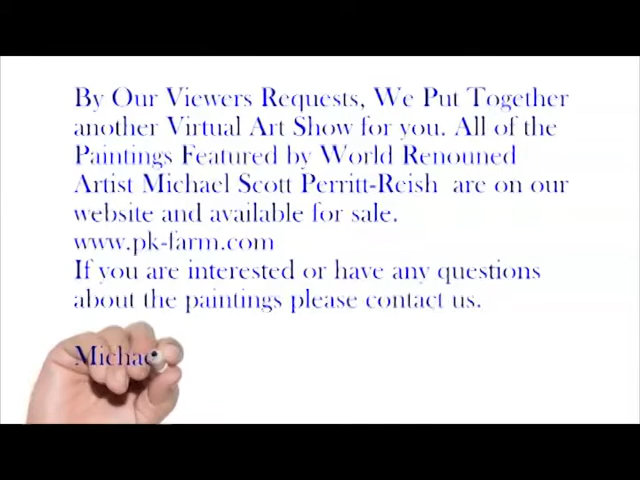 By Our Viewers Requests, We Put Together
another Virtual Art Show for you. All of the
Paintings Featured by World Renouned
Artist Michael Scott Perritt-Reish are on our
website and available for sale.
www.pk-farm.com
If you are interested or have any questions
about the paintings please contact us.
Michae